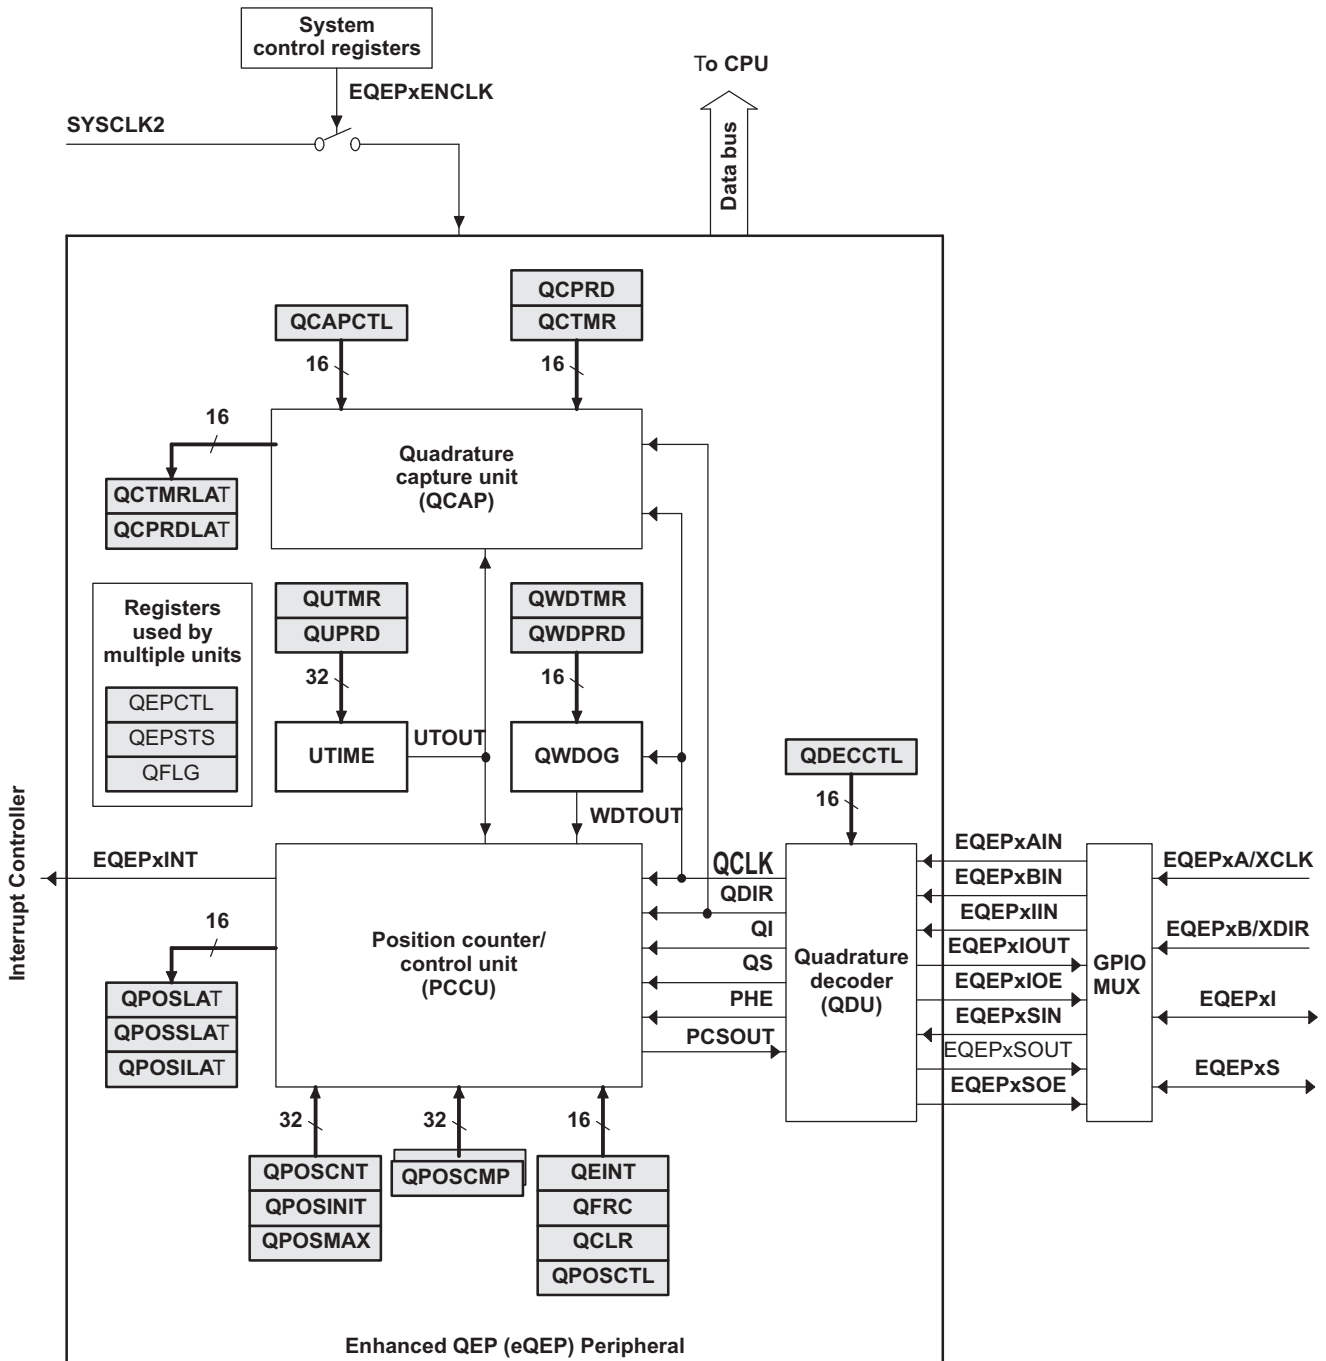 System
control registers
To CPU
EQEPxENCLK
SYSCLK2
Data bus
QCPRD
QCAPCTL
QCTMR
16
16
16
Quadrature
capture unit
(QCAP)
QCTMRLAT
QCPRDLAT
Registers
used by
multiple units
QEPCTL
QEPSTS
QFLG
QUTMR
QUPRD
32
UTIME
UTOUT
QWDTMR
QWDPRD
16
QWDOG
WDTOUT
QDECCTL
16
Interrupt Controller
EQEPxINT
16
QPOSLAT
QPOSSLAT
QPOSILAT
Position counter/
control unit
(PCCU)
QCLK
QDIR
QI
QS
PHE
PCSOUT
Quadrature
decoder
(QDU)
EQEPxAIN
EQEPxBIN
EQEPxIIN
EQEPxIOUT
EQEPxIOE
EQEPxSIN
EQEPxSOUT
EQEPxSOE
GPIO
MUX
EQEPxA/XCLK
EQEPxB/XDIR
EQEPxI
EQEPxS
32
32
16
QPOSCNT
QPOSINIT
QPOSMAX
QPOSCMP
QEINT
QFRC
QCLR
QPOSCTL
Enhanced QEP (eQEP) Peripheral